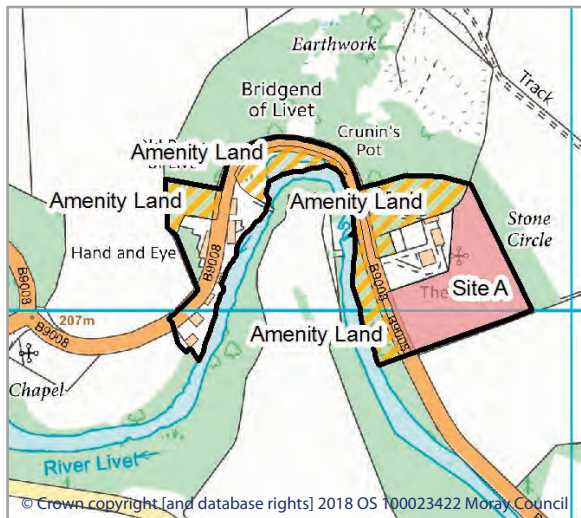 Earthwork
Track
Bridgend
of Livet
Crunin's
Pot
Amenity Land
Amenity Land
Amenity Land
Stone
Circle
Hand and Eye
B9008
B9008
The
Site A
B9008
B9008
207m
Amenity Land
B9008
Chapel
River Livet
© Crown copyright [and database rights] 2018 OS 100023422 Moray Council